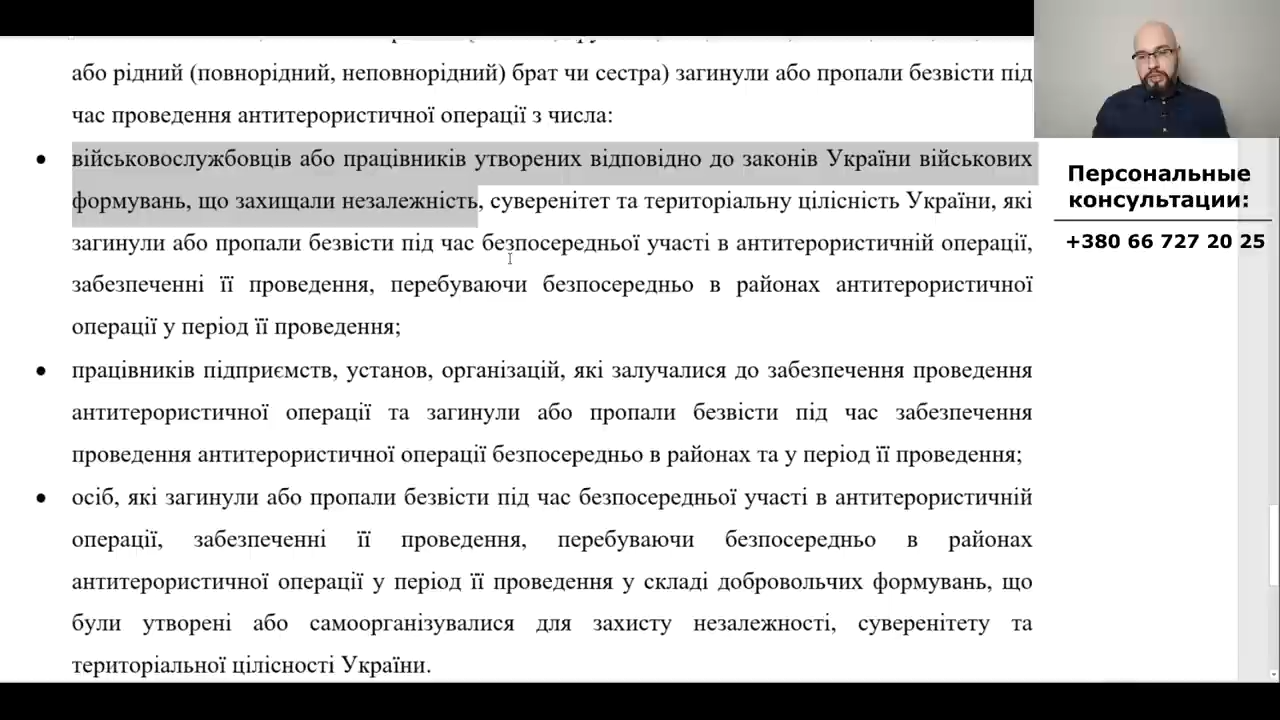 або рідний (повнорідний, неповнорідний) брат чи сестра) загинули або пропали безвісти під
час проведення антитерористичної операції з числа:
• військовослужбовців або працівників утворених відповідно до законів України військових
формувань, що захищали незалежність, суверенітет та територіальну цілісність України, які
загинули або пропали безвісти під час безпосередньої участі в антитерористичній операції,
забезпеченні її проведення, перебуваючи безпосередньо в районах антитерористичної
операції у період її проведення;
• працівників підприємств, установ, організацій, які залучалися до забезпечення проведення
антитерористичної операції та загинули або пропали безвісти під час забезпечення
проведення антитерористичної операції безпосередньо в районах та у період її проведення;
• осіб, які загинули або пропали безвісти під час безпосередньої участі в антитерористичній
операції, забезпеченні її проведення, перебуваючи безпосередньо в районах
антитерористичної операції у період її проведення у складі добровольчих формувань, що
були утворені або самоорганізувалися для захисту незалежності, суверенітету та
територіальної цілісності України.
Персональные
консультации:
+380 66 727 20 25